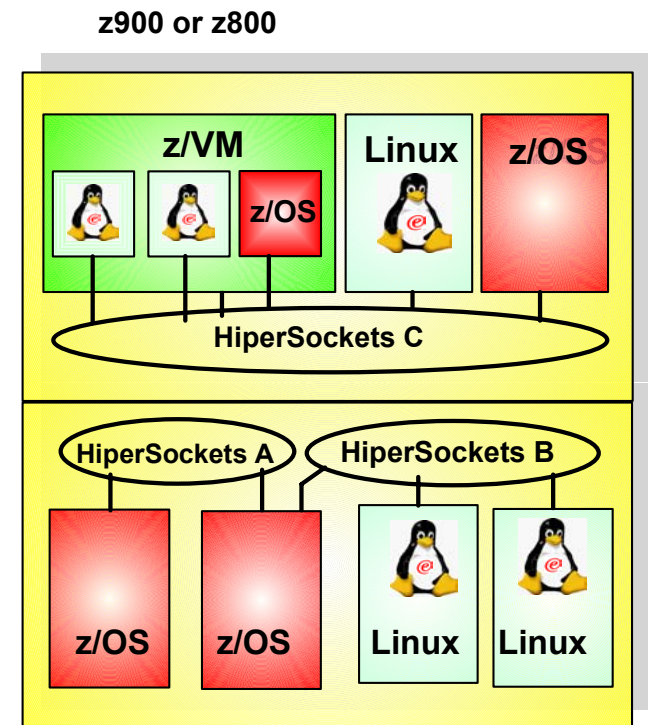 z900 or z800
z/VM
Linux
z/OS
z/OS
HiperSockets C
HiperSockets A
HiperSockets B
z/OS
z/OS
Linux
Linux